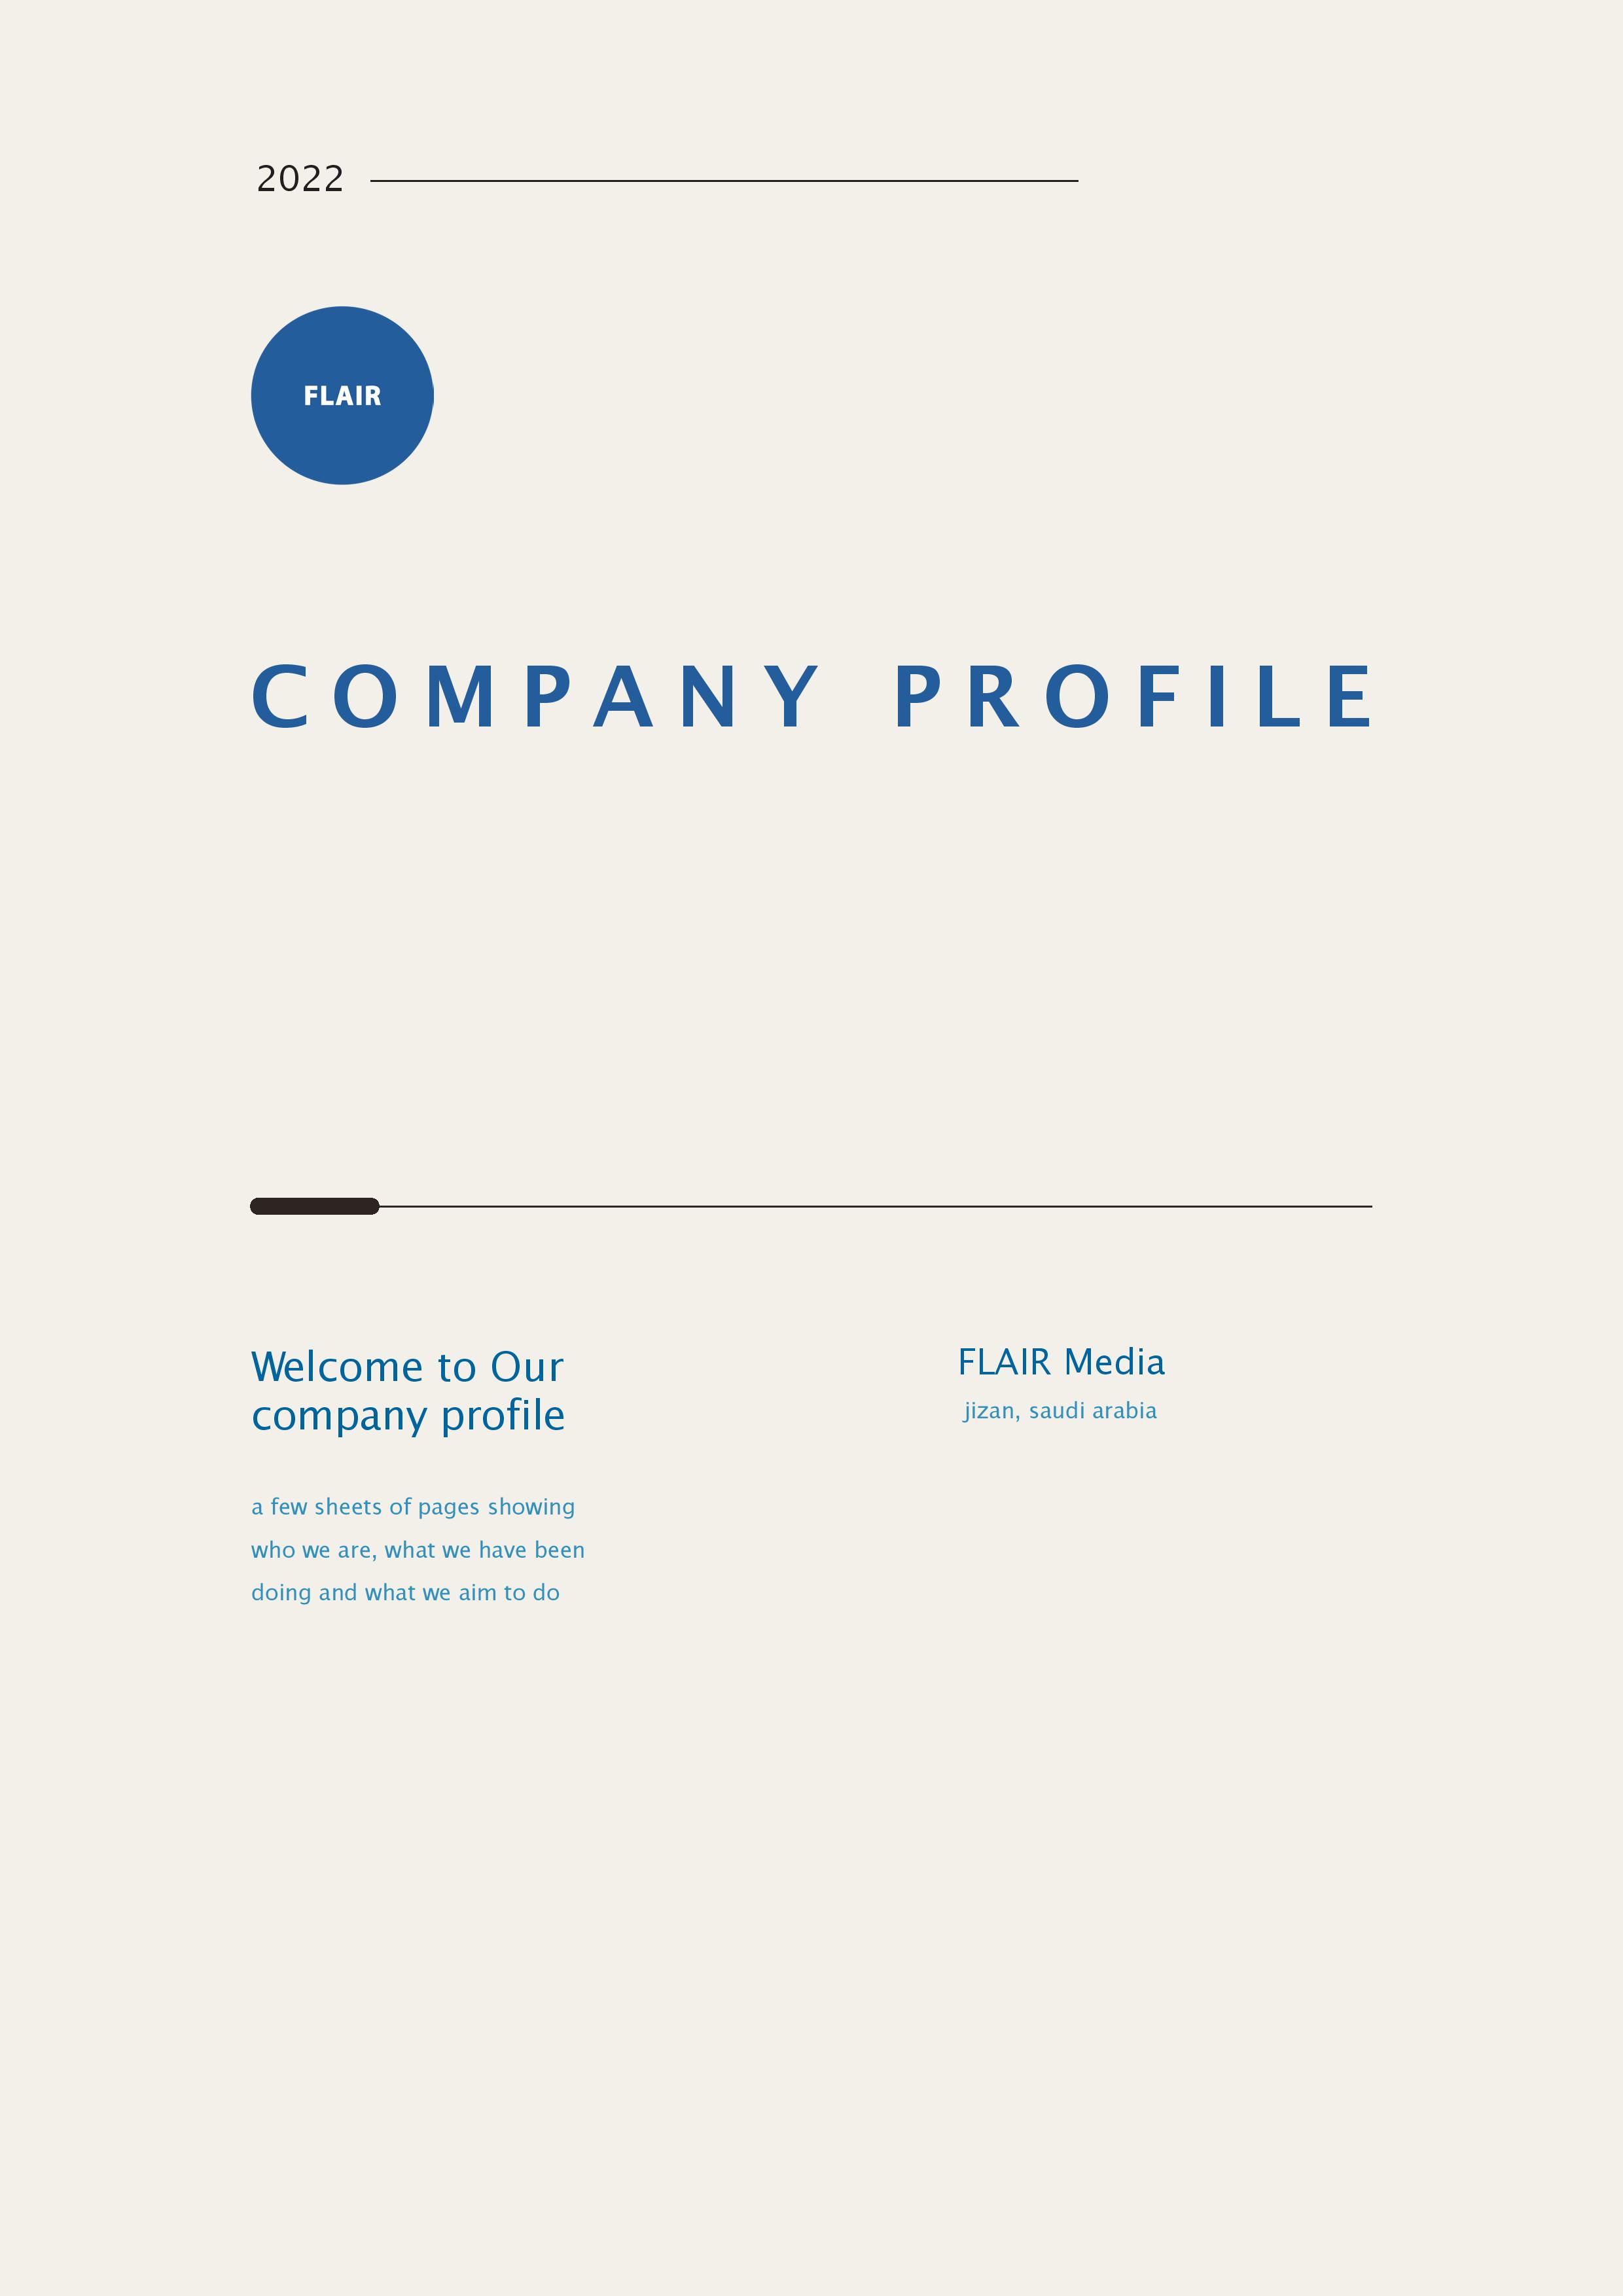 2022
FLAIR
COMPANY PROFILE
Welcome to Our
company profile
a few sheets of pages showing
who we are, what we have been
doing and what we aim to do
FLAIR Media
jizan, saudi arabia